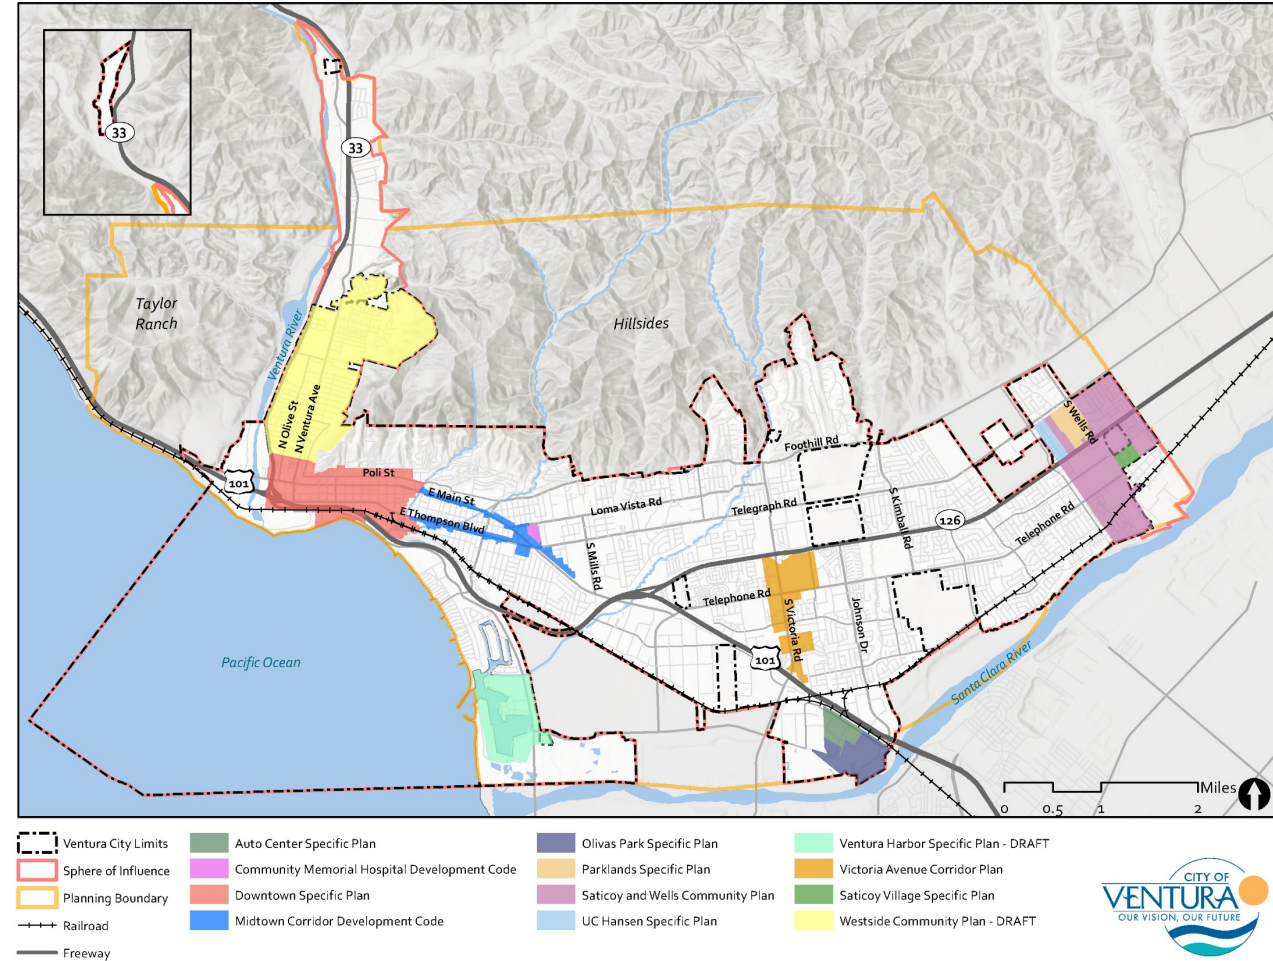 33
33
Taylor
Ranch
Hillsides
Ventura River
N Olive St
N Ventura Ave
S Wells Rd
Foothill Rd
Poli St
101
E Main St
Loma Vista Rd
Telegraph Rd
S Kimball Rd
126
Telephone Rd
E Thompson Blvd
S Mills Rd
Telephone Rd
S Victoria Rd
Johnson Dr
101
Pacific Ocean
Santa Clara River
Miles
0 0.5 1 2
Ventura City Limits
Sphere of Influence
Planning Boundary
Railroad
Freeway
Auto Center Specific Plan
Community Memorial Hospital Development Code
Downtown Specific Plan
Midtown Corridor Development Code
Olivas Park Specific Plan
Parklands Specific Plan
Saticoy and Wells Community Plan
UC Hansen Specific Plan
Ventura Harbor Specific Plan - DRAFT
Victoria Avenue Corridor Plan
Saticoy Village Specific Plan
Westside Community Plan - DRAFT
CITY OF
VENTURA
OUR VISION, OUR FUTURE